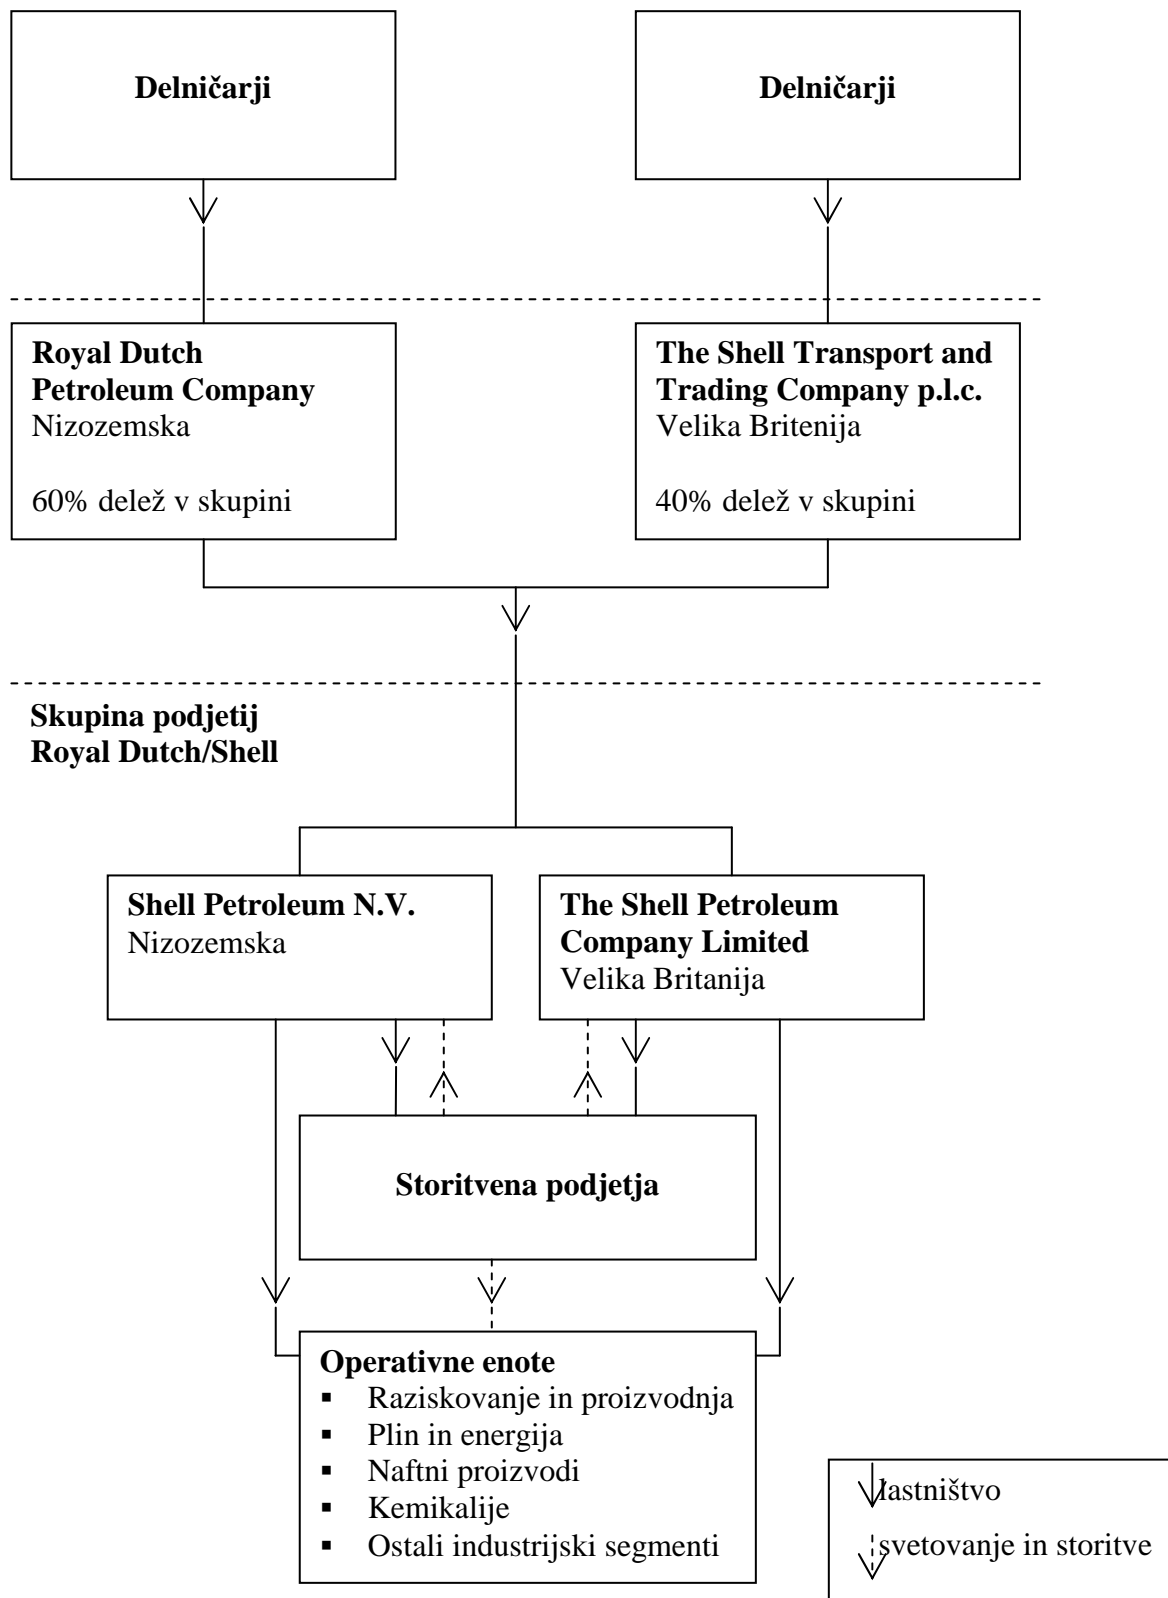 Delničarji
Delničarji
Royal Dutch
Petroleum Company
Nizozemska
60% delež v skupini
The Shell Transport and
Trading Company p.l.c.
Velika Britenija
40% delež v skupini
Skupina podjetij
Royal Dutch/Shell
Shell Petroleum N.V.
Nizozemska
The Shell Petroleum
Company Limited
Velika Britanija
Storitvena podjetja
Operativne enote
▪ Raziskovanje in proizvodnja
▪ Plin in energija
▪ Naftni proizvodi
▪ Kemikalije
▪ Ostali industrijski segmenti
lastništvo
svetovanje in storitve